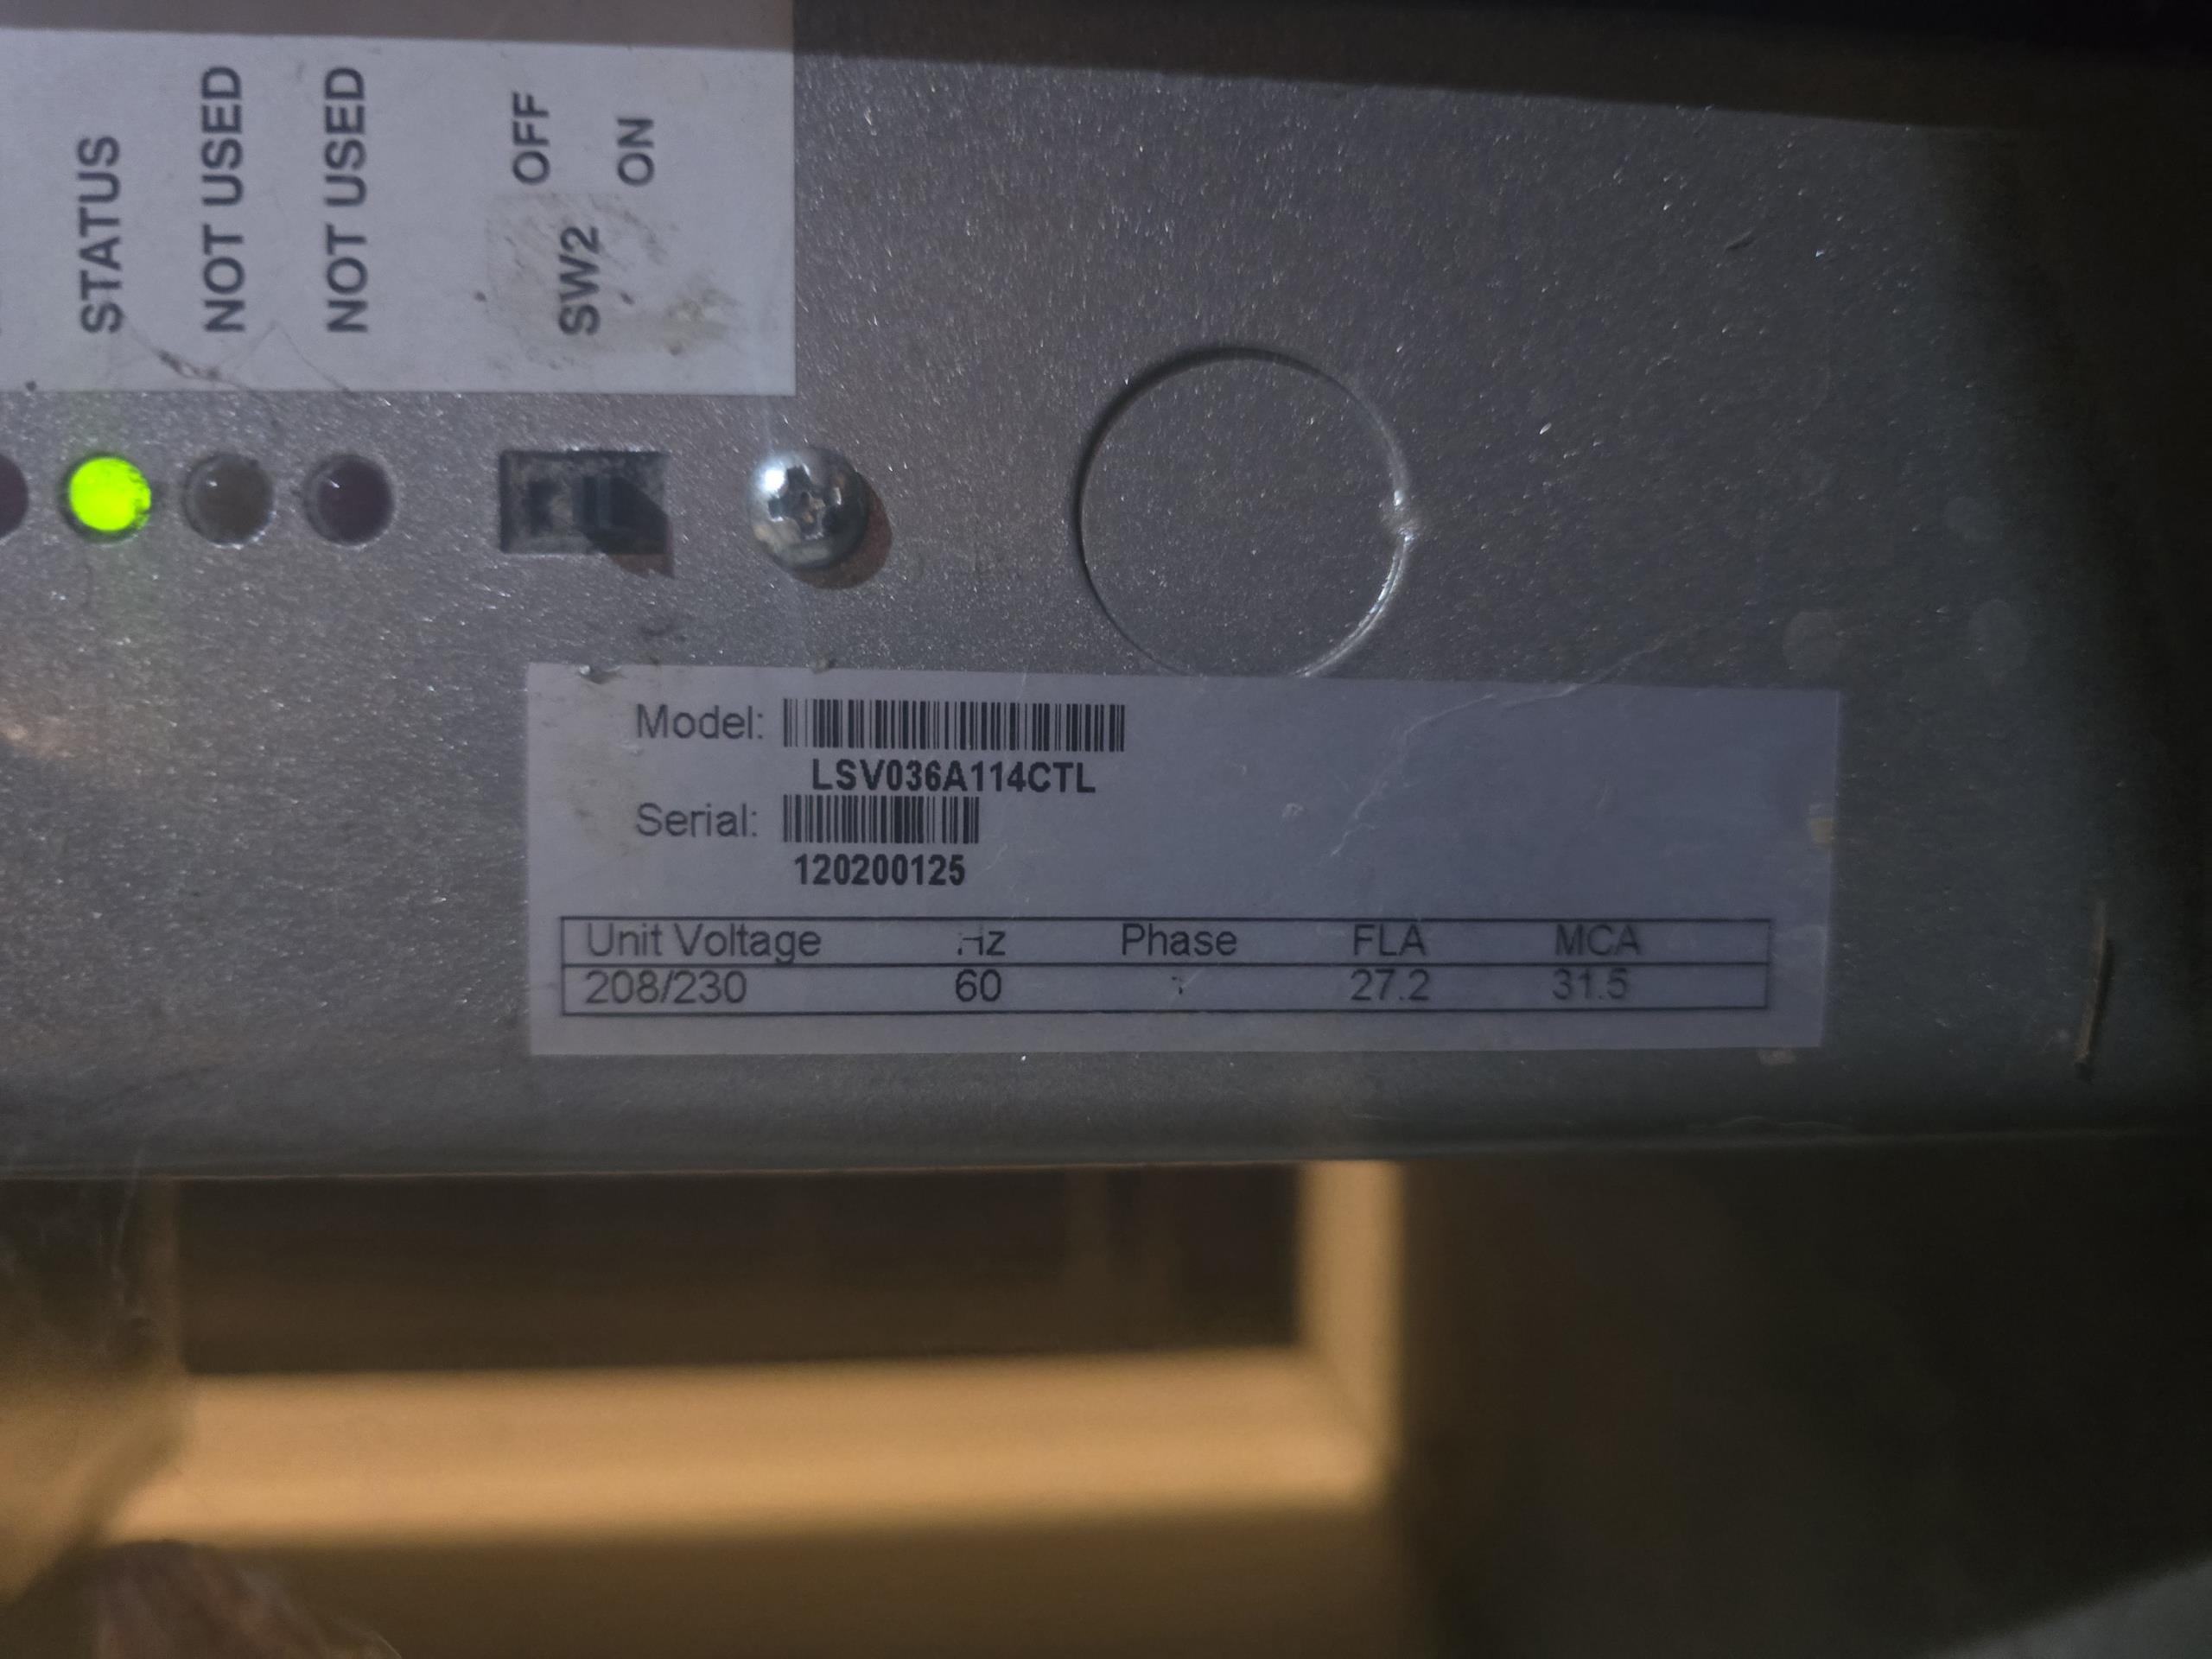 STATUS
NOT USED
NOT USED
SW2
OFF
ON
Model:
LSV036A114CTL
Serial:
120200125
Unit Voltage Hz Phase FLA MCA
208/230 60 27.2 31.5